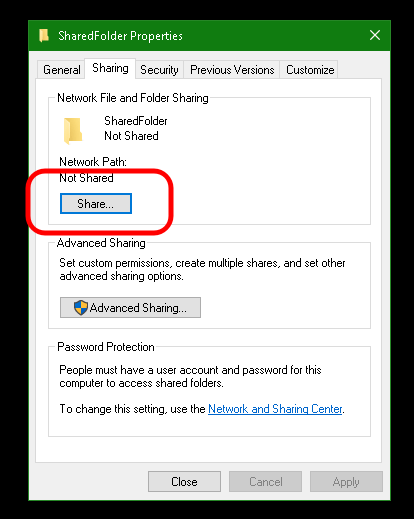 SharedFolder Properties
General Sharing Security Previous Versions Customize
Network File and Folder Sharing
SharedFolder
Not Shared
Network Path:
Not Shared
Share...
Advanced Sharing
Set custom permissions, create multiple shares, and set other
advanced sharing options.
Advanced Sharing...
Password Protection
People must have a user account and password for this
computer to access shared folders.
To change this setting, use the Network and Sharing Center.
Close Cancel Apply